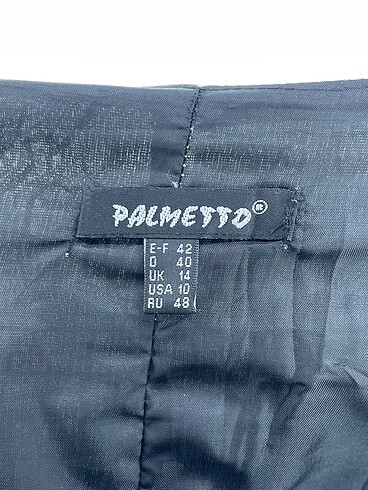 PALMETTO®
E-F 42
D 40
UK 14
USA 10
RU 48